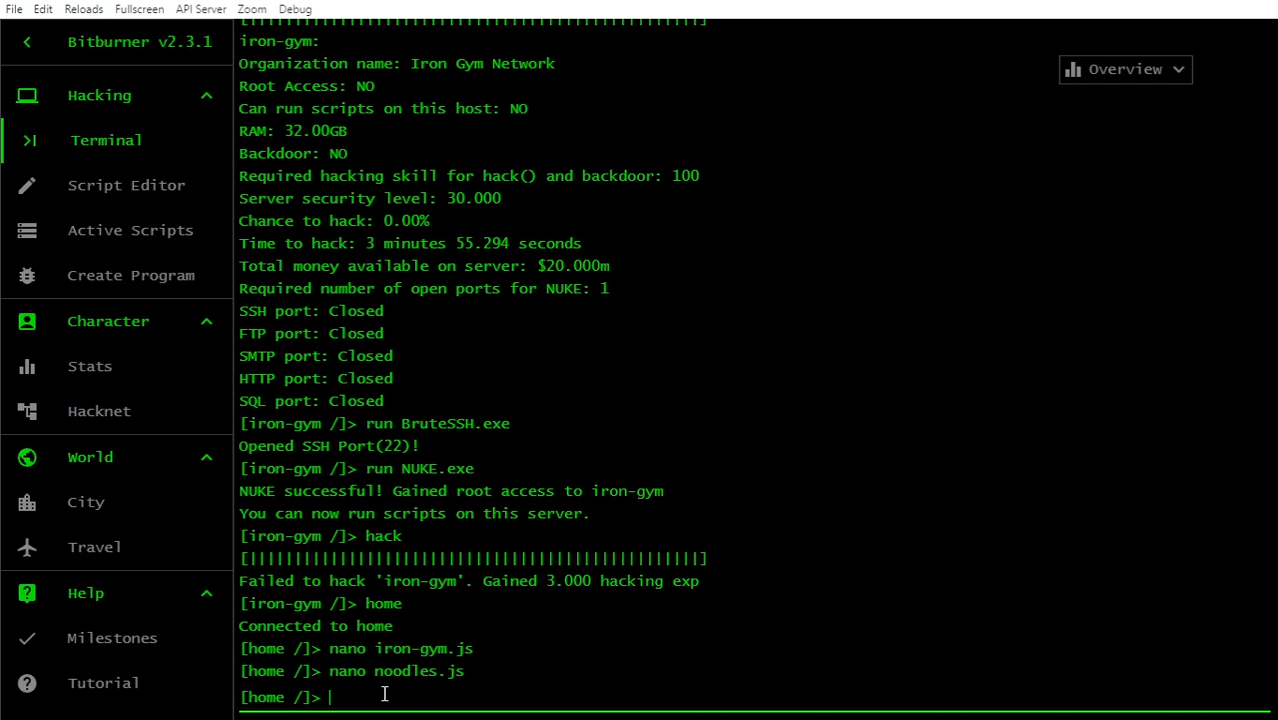 File Edit Reloads Fullscreen API Server Zoom Debug
Bitburner v2.3.1
Hacking
Terminal
Script Editor
Active Scripts
Create Program
Character
Stats
Hacknet
World
City
Travel
Help
Milestones
Tutorial
Overview
[||||||||||||||||||||||||||||||||||||||||||||||||||]
iron-gym:
Organization name: Iron Gym Network
Root Access: NO
Can run scripts on this host: NO
RAM: 32.00GB
Backdoor: NO
Required hacking skill for hack() and backdoor: 100
Server security level: 30.000
Chance to hack: 0.00%
Time to hack: 3 minutes 55.294 seconds
Total money available on server: $20.000m
Required number of open ports for NUKE: 1
SSH port: Closed
FTP port: Closed
SMTP port: Closed
HTTP port: Closed
SQL port: Closed
[iron-gym /]> run BruteSSH.exe
Opened SSH Port(22)!
[iron-gym /]> run NUKE.exe
NUKE successful! Gained root access to iron-gym
You can now run scripts on this server.
[iron-gym /]> hack
[||||||||||||||||||||||||||||||||||||||||||||||||||]
Failed to hack 'iron-gym'. Gained 3.000 hacking exp
[iron-gym /]> home
Connected to home
[home /]> nano iron-gym.js
[home /]> nano noodles.js
[home /]>